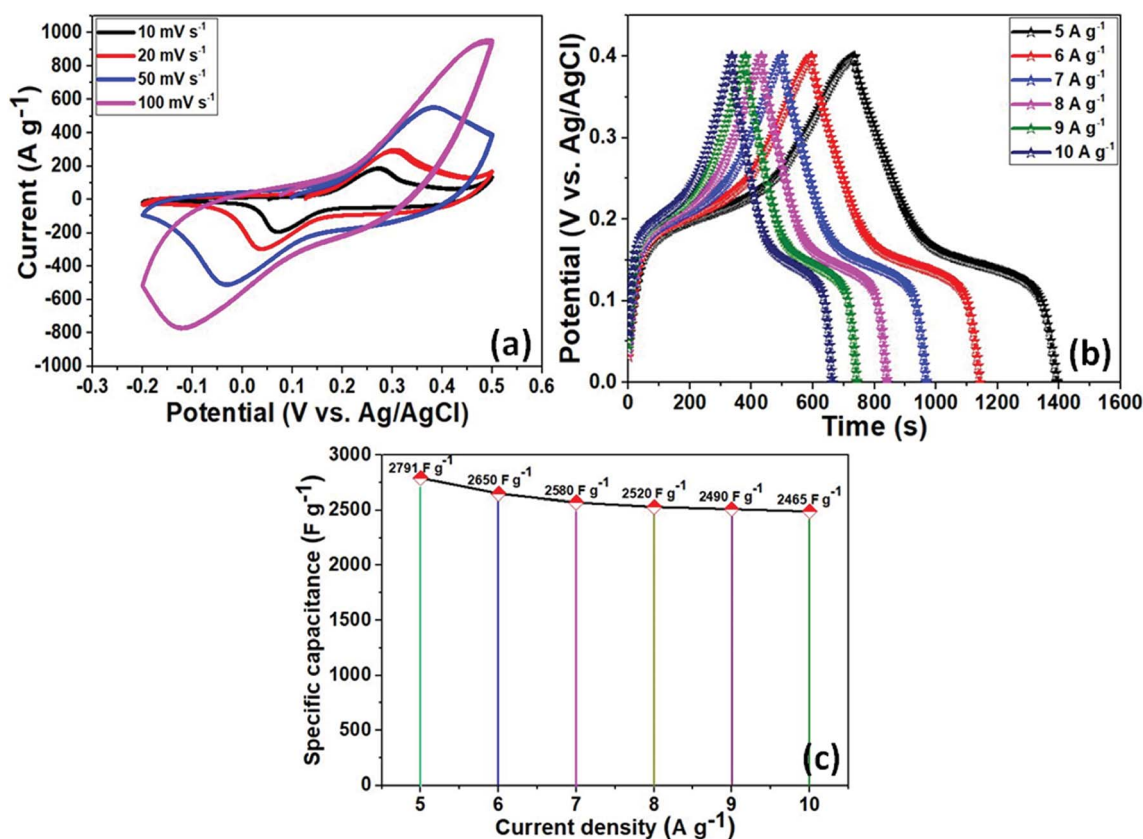 10 mV s-1
20 mV s-1
50 mV s-1
100 mV s-1
1000
800
600
400
200
0
-200
-400
-600
-800
-1000
Current (A g-1)
-0.3 -0.2 -0.1 0.0 0.1 0.2 0.3 0.4 0.5 0.6
Potential (V vs. Ag/AgCl)
(a)
5 A g-1
6 A g-1
7 A g-1
8 A g-1
9 A g-1
10 A g-1
0.4
0.3
0.2
0.1
0.0
Potential (V vs. Ag/AgCl)
0 200 400 600 800 1000 1200 1400 1600
Time (s)
(b)
3000
2500
2000
1500
1000
500
0
Specific capacitance (F g-1)
2791 F g-1
2650 F g-1
2580 F g-1
2520 F g-1
2490 F g-1
2465 F g-1
5 6 7 8 9 10
Current density (A g-1)
(c)